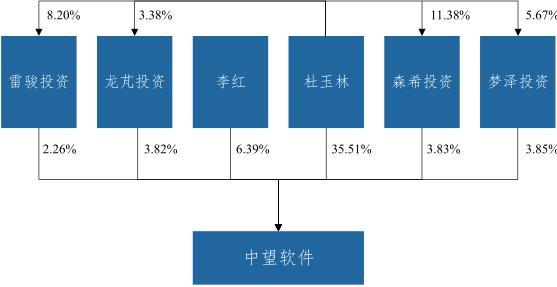 8.20% 3.38% 11.38% 5.67%
雷骏投资 龙芃投资 李红 杜玉林 森希投资 梦泽投资
2.26% 3.82% 6.39% 35.51% 3.83% 3.85%
中望软件